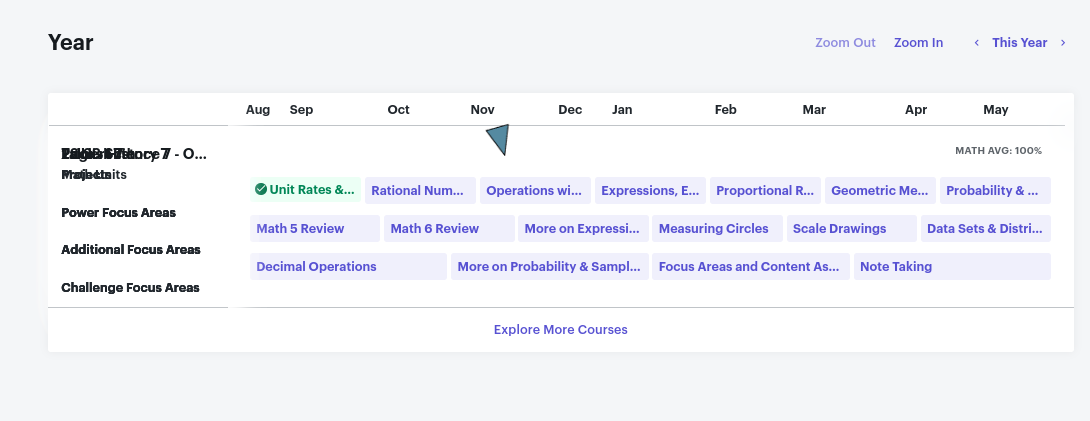 Year
Zoom Out Zoom In ‹ This Year ›
Aug Sep Oct Nov Dec Jan Feb Mar Apr May
7 - O...
MATH AVG: 100%
Unit Rates &... Rational Num... Operations wi... Expressions, E... Proportional R... Geometric Me... Probability & ...
Power Focus Areas
Math 5 Review Math 6 Review More on Expressi... Measuring Circles Scale Drawings Data Sets & Distri...
Additional Focus Areas
Decimal Operations More on Probability & Sampl... Focus Areas and Content As... Note Taking
Challenge Focus Areas
Explore More Courses